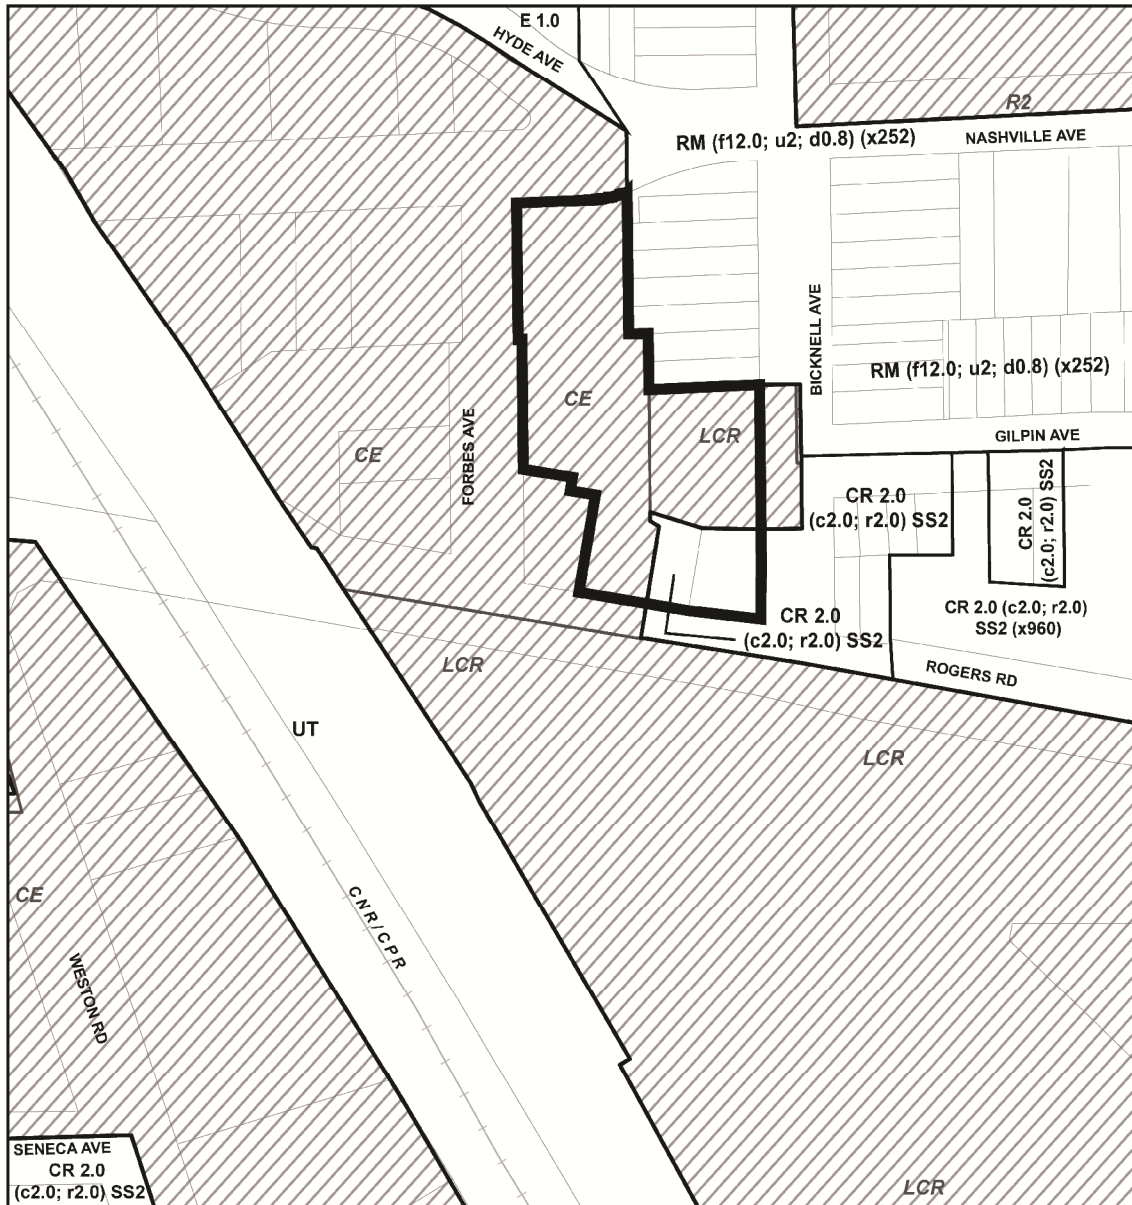 E 1.0
HYDE AVE
R2
RM (f12.0; u2; d0.8) (x252)
NASHVILLE AVE
BICKNELL AVE
RM (f12.0; u2; d0.8) (x252)
CE
LCR
FORBES AVE
CE
GILPIN AVE
CR 2.0
(c2.0; r2.0) SS2
CR 2.0
(c2.0; r2.0) SS2
CR 2.0 (c2.0; r2.0)
SS2 (x960)
CR 2.0
(c2.0; r2.0) SS2
LCR
ROGERS RD
UT
LCR
CE
CNR/CPR
WESTON RD
SENECA AVE
CR 2.0
(c2.0; r2.0) SS2
LCR